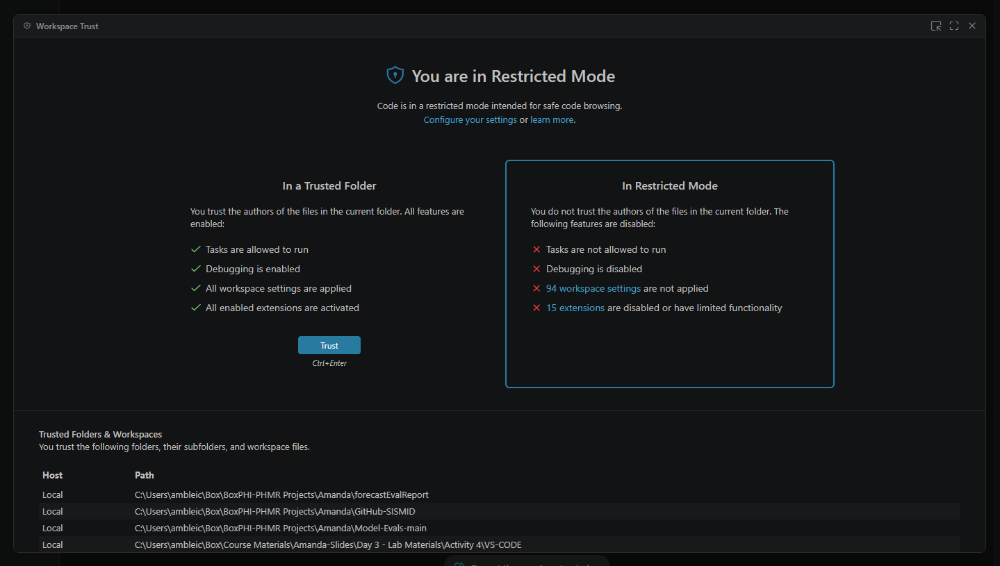 Workspace Trust
You are in Restricted Mode
Code is in a restricted mode intended for safe code browsing.
Configure your settings or learn more.
In a Trusted Folder
You trust the authors of the files in the current folder. All features are
enabled:
Tasks are allowed to run
Debugging is enabled
All workspace settings are applied
All enabled extensions are activated
Trust
Ctrl+Enter
In Restricted Mode
You do not trust the authors of the files in the current folder. The
following features are disabled:
Tasks are not allowed to run
Debugging is disabled
94 workspace settings are not applied
15 extensions are disabled or have limited functionality
Trusted Folders & Workspaces
You trust the following folders, their subfolders, and workspace files.
Host Path
Local C:\Users\ambleic\Box\BoxPHI-PHMR Projects\Amanda\forecastEvalReport
Local C:\Users\ambleic\Box\BoxPHI-PHMR Projects\Amanda\GitHub-SISMID
Local C:\Users\ambleic\Box\BoxPHI-PHMR Projects\Amanda\Model-Evals-main
Local C:\Users\ambleic\Box\Course Materials\Amanda-Slides\Day 3 - Lab Materials\Activity 4\VS-CODE